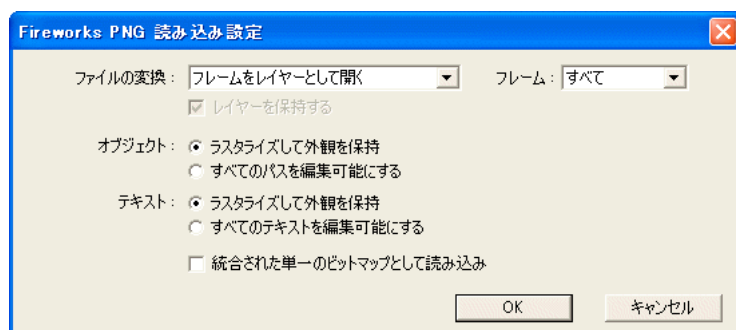 Fireworks PNG 読み込み設定
ファイルの変換： フレームをレイヤーとして開く フレーム： すべて
レイヤーを保持する
オブジェクト： ラスタライズして外観を保持
すべてのパスを編集可能にする
テキスト： ラスタライズして外観を保持
すべてのテキストを編集可能にする
統合された単一のビットマップとして読み込み
OK キャンセル